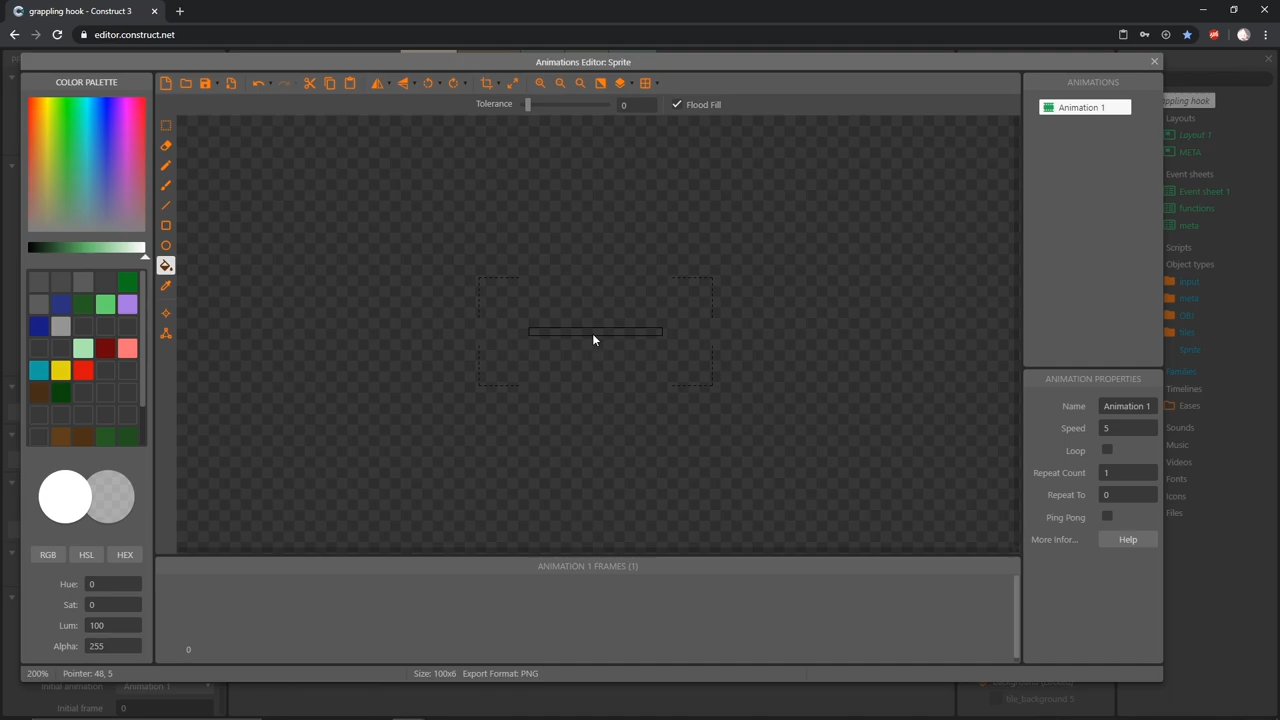 grappling hook - Construct 3
editor.construct.net
Animations Editor: Sprite
COLOR PALETTE
ANIMATIONS
Tolerance
0
Flood Fill
Animation 1
Layouts
Layout 7
META
Event sheets
Event sheet 1
functions
meta
Scripts
Object types
input
meta
OBJ
tiles
Sprite
Families
Timelines
Eases
Sounds
Music
Videos
Fonts
Icons
Files
ANIMATION PROPERTIES
Name Animation 1
Speed 5
Loop
Repeat Count 1
Repeat To 0
Ping Pong
More Infor... Help
RGB HSL HEX
Hue: 0
Sat: 0
Lum: 100
Alpha: 255
ANIMATION 1 FRAMES (1)
0
200% Pointer: 48, 5 Size: 100x6 Export Format: PNG
Initial animation Animation 1
Initial frame 0
tile_background 5